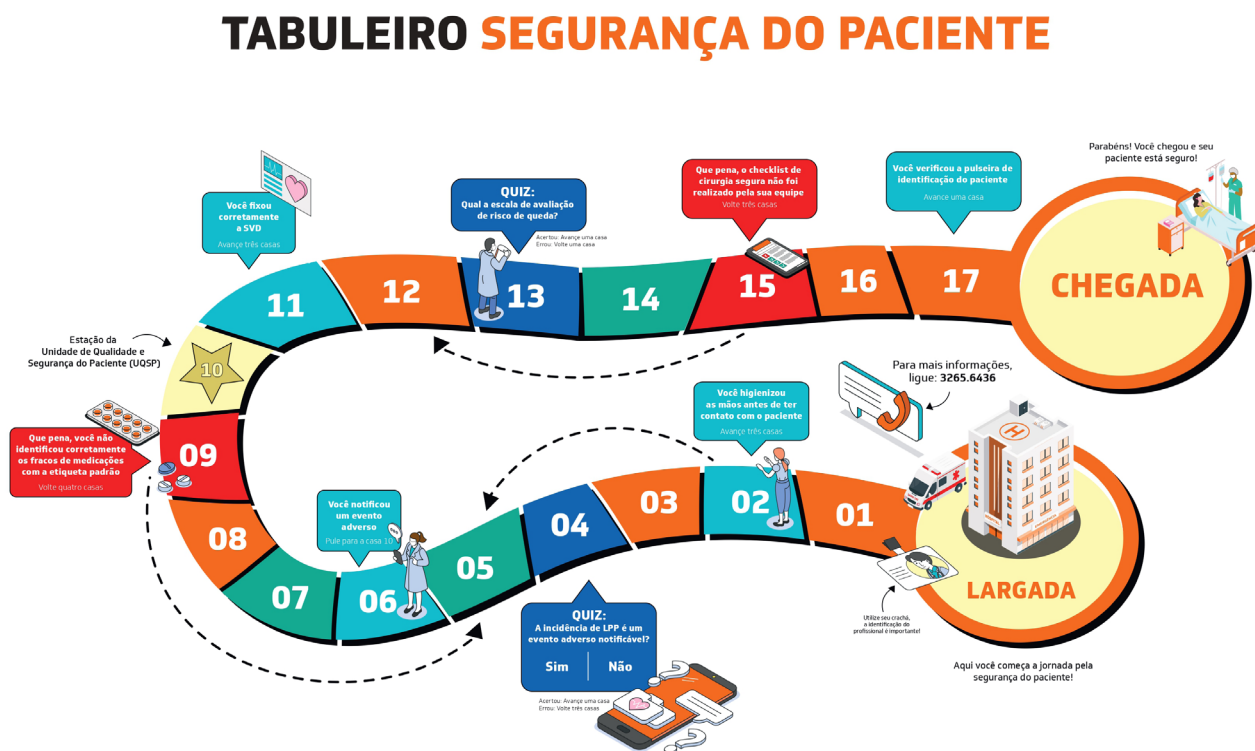 TABULEIRO SEGURANÇA DO PACIENTE
Parabéns! Você chegou e seu
paciente está seguro!
CHEGADA
Você verificou a pulseira de
identificação do paciente
Avance uma casa
Que pena, o checklist de
cirurgia segura não foi
realizado pela sua equipe
Volte três casas
QUIZ:
Qual a escala de avaliação
de risco de queda?
Acertou: Avançe uma casa
Errou: Volte uma casa
Você fixou
corretamente
a SVD
Avançe três casas
11
12
13
14
15
16
17
Estação da
Unidade de Qualidade e
Segurança do Paciente (UQSP)
10
Que pena, você não
identificou corretamente
os fracos de medicações
com a etiqueta padrão
Volte quatro casas
09
08
07
06
05
04
03
02
01
Você notificou
um evento
adverso
Pule para a casa 10
Você higienizou
as mãos antes de ter
contato com o paciente
Avançe três casas
Para mais informações,
ligue: 3265.6436
H
LARGADA
Utilize seu crachá,
a identificação do
profissional é importante!
Aqui você começa a jornada pela
segurança do paciente!
QUIZ:
A incidência de LPP é um
evento adverso notificável?
Sim Não
Acertou: Avançe uma casa
Errou: Volte três casas